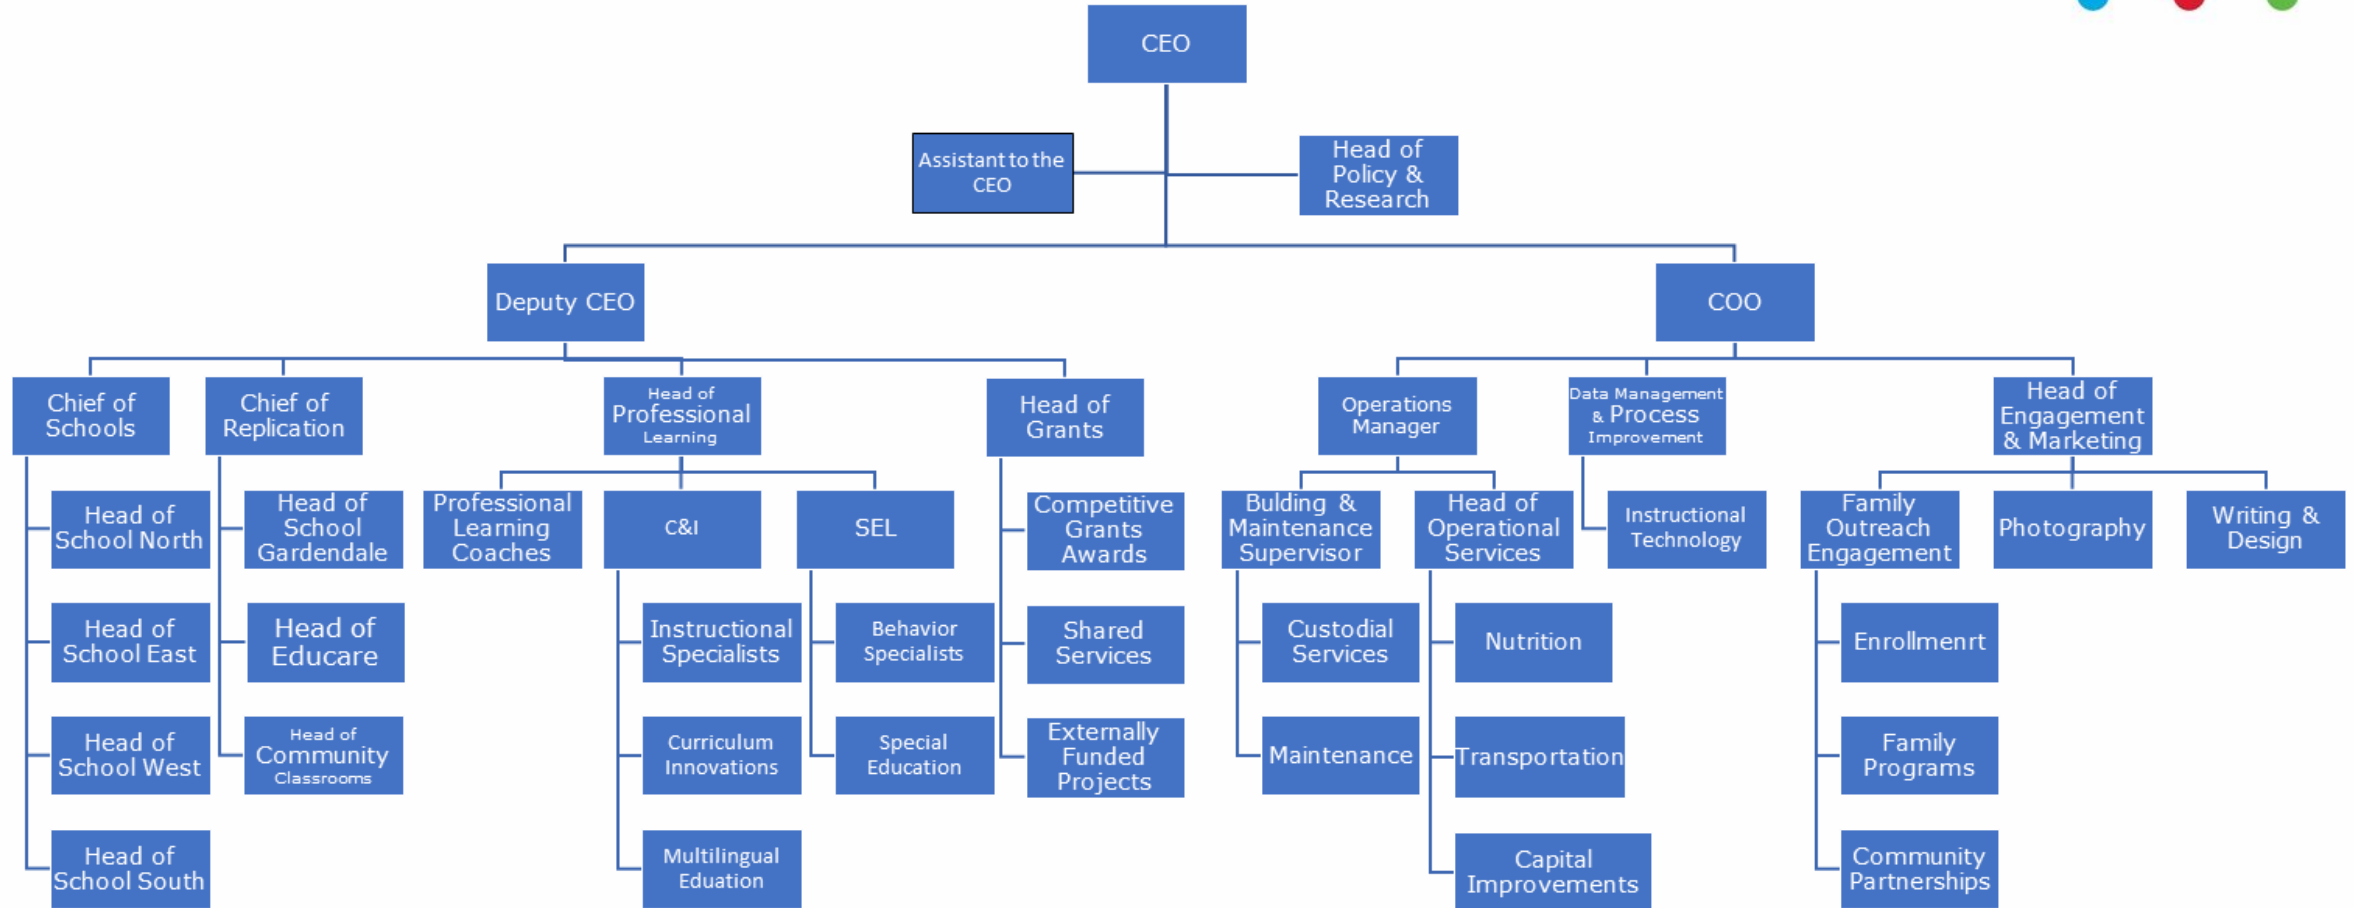 CEO
Assistant to the
CEO
Head of
Policy &
Research
Deputy CEO
COO
Chief of
Schools
Chief of
Replication
Head of
Professional
Learning
Head of
Grants
Operations
Manager
Data Management
& Process
Improvement
Head of
Engagement
& Marketing
Head of
School North
Head of
School
Gardendale
Professional
Learning
Coaches
C&I
SEL
Competitive
Grants
Awards
Bulding &
Maintenance
Supervisor
Head of
Operational
Services
Instructional
Technology
Family
Outreach
Engagement
Photography
Writing &
Design
Head of
School East
Head of
Educare
Instructional
Specialists
Behavior
Specialists
Shared
Services
Custodial
Services
Nutrition
Enrollmenrt
Head of
School West
Head of
Community
Classrooms
Curriculum
Innovations
Special
Education
Externally
Funded
Projects
Maintenance
Transportation
Family
Programs
Head of
School South
Multilingual
Eduation
Capital
Improvements
Community
Partnerships